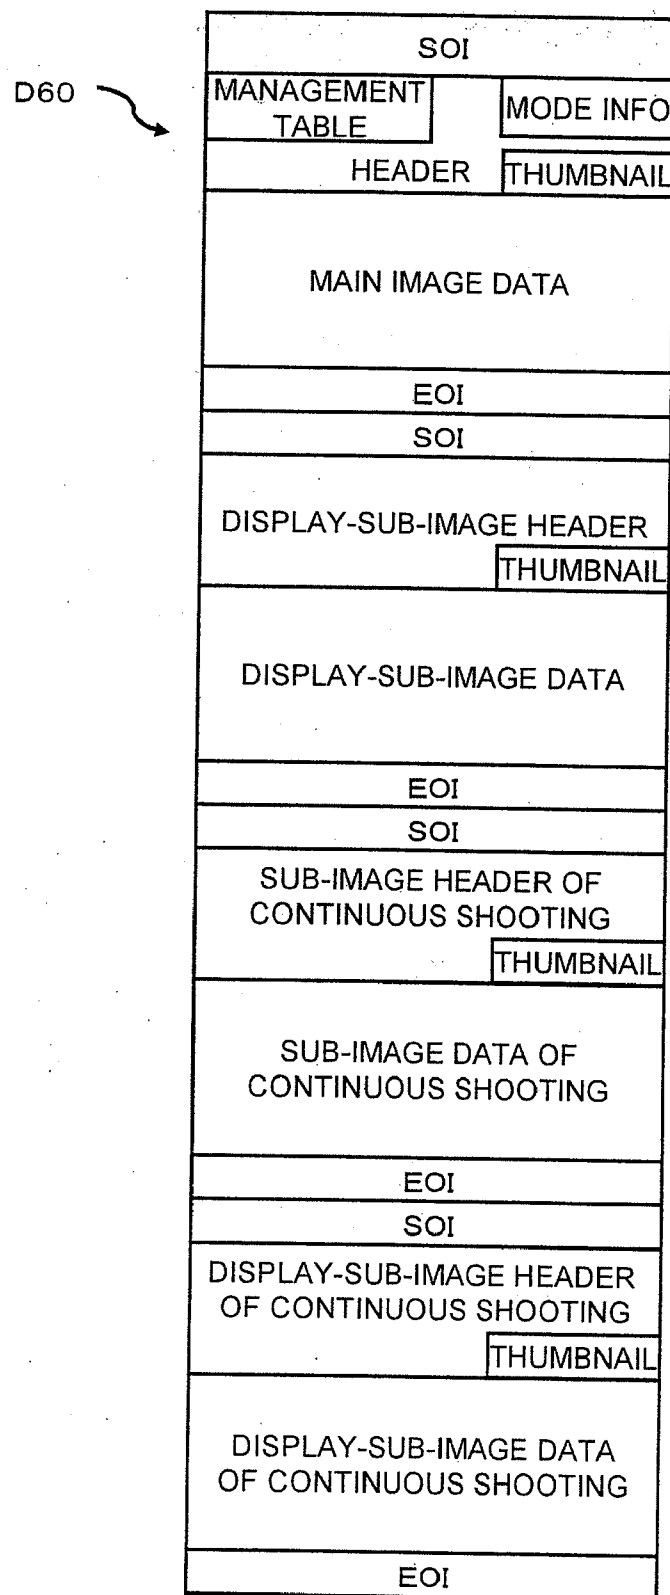 SOI
D60
MANAGEMENT
TABLE
MODE INFO
HEADER
THUMBNAIL
MAIN IMAGE DATA
EOI
SOI
DISPLAY-SUB-IMAGE HEADER
THUMBNAIL
DISPLAY-SUB-IMAGE DATA
EOI
SOI
SUB-IMAGE HEADER OF
CONTINUOUS SHOOTING
THUMBNAIL
SUB-IMAGE DATA OF
CONTINUOUS SHOOTING
EOI
SOI
DISPLAY-SUB-IMAGE HEADER
OF CONTINUOUS SHOOTING
THUMBNAIL
DISPLAY-SUB-IMAGE DATA
OF CONTINUOUS SHOOTING
EOI